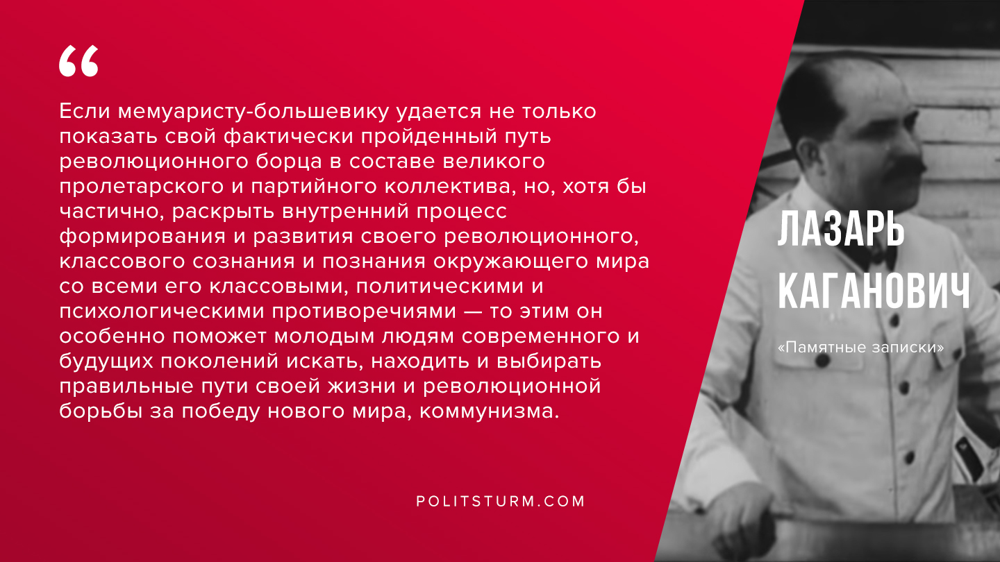 “
Если мемуаристу-большевику удается не только
показать свой фактически пройденный путь
революционного борца в составе великого
пролетарского и партийного коллектива, но, хотя бы
частично, раскрыть внутренний процесс
формирования и развития своего революционного,
классового сознания и познания окружающего мира
со всеми его классовыми, политическими и
психологическими противоречиями — то этим он
особенно поможет молодым людям современного и
будущих поколений искать, находить и выбирать
правильные пути своей жизни и революционной
борьбы за победу нового мира, коммунизма.
ЛАЗАРЬ
КАГАНОВИЧ
«Памятные записки»
POLITSTURM.COM